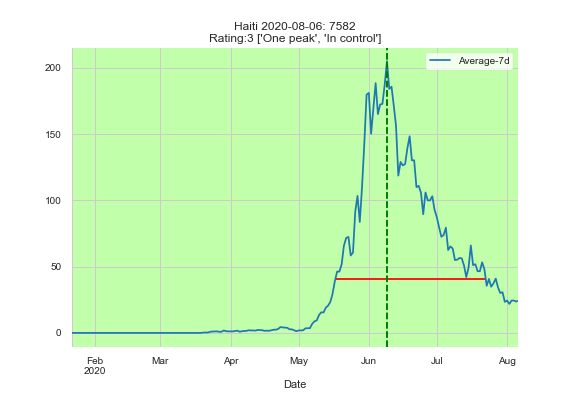 Haiti 2020-08-06: 7582
Rating:3 ['One peak', 'In control']
Average-7d
200
150
100
50
0
Feb
2020
Mar
Apr
May
Jun
Jul
Aug
Date